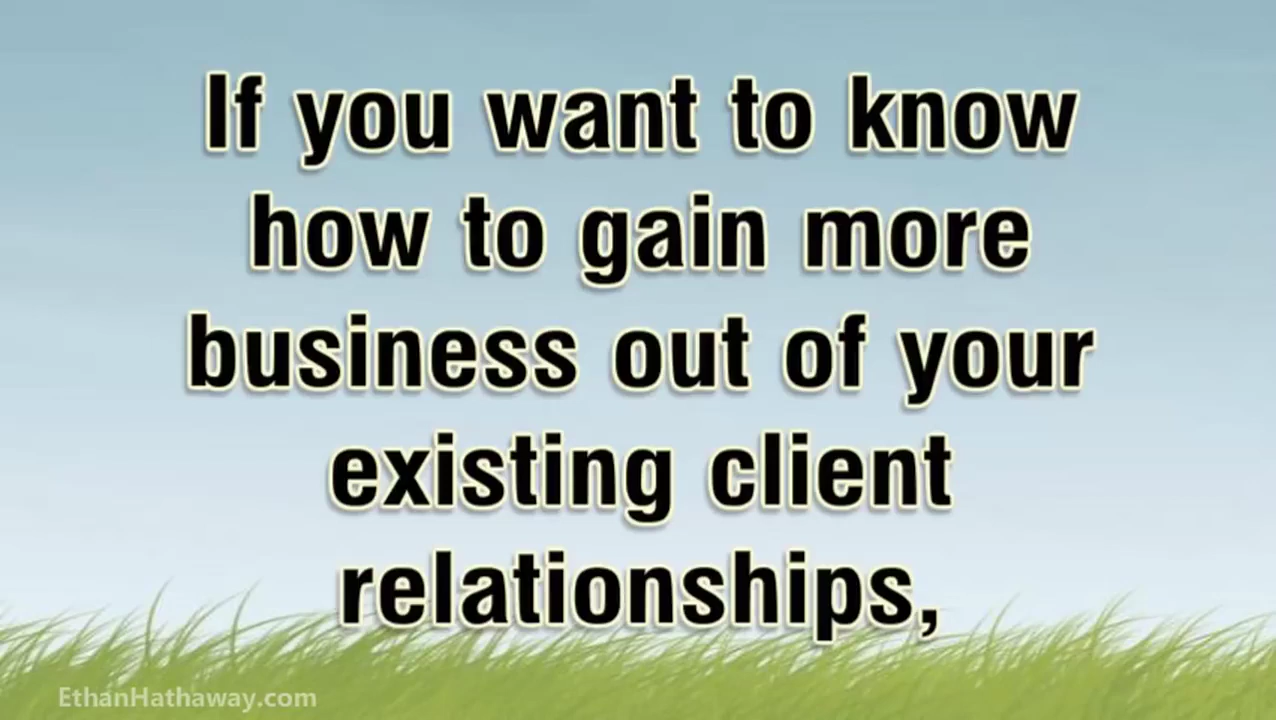 If you want to know
how to gain more
business out of your
existing client
relationships,
EthanHathaway.com